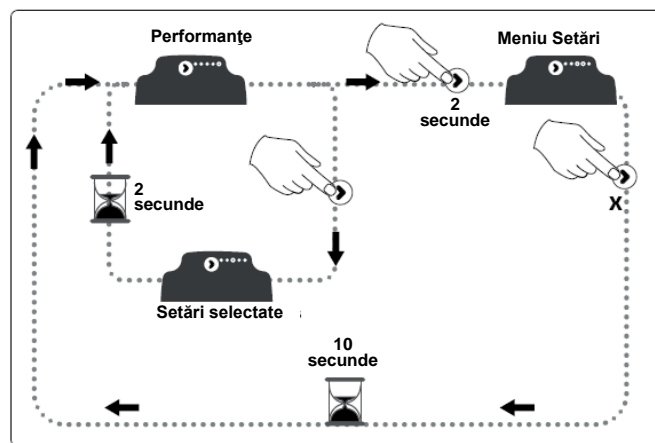 Performanţe
Meniu Setări
2
secunde
X
2
secunde
Setări selectate
10
secunde